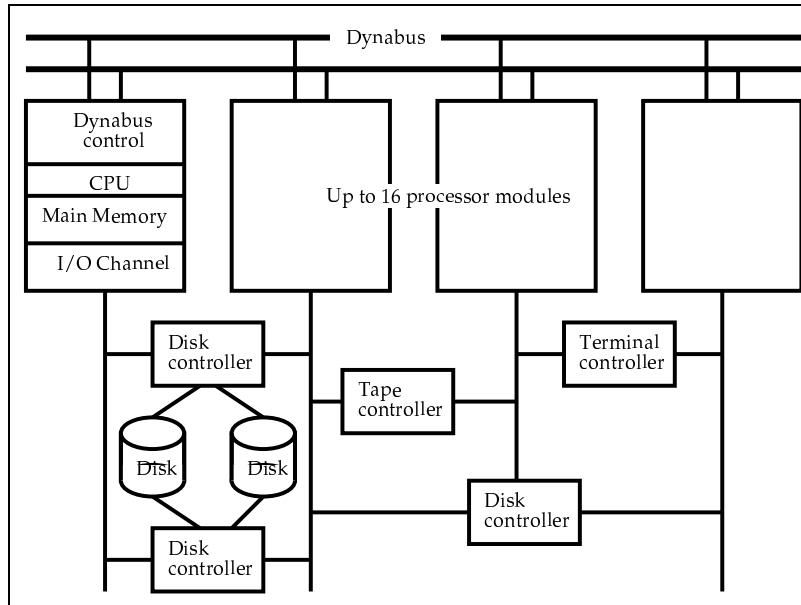 Dynabus
Dynabus
control
CPU
Main Memory
I/O Channel
Up to 16 processor modules
Disk
controller
Terminal
controller
Tape
controller
Disk
Disk
Disk
controller
Disk
controller